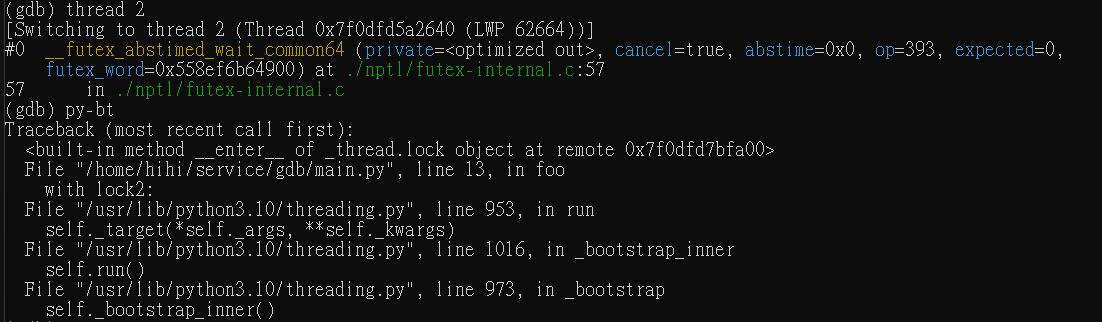 (gdb) thread 2
[Switching to thread 2 (Thread 0x7f0dfd5a2640 (LWP 62664))]
#0  __futex_abstimed_wait_common64 (private=<optimized out>, cancel=true, abstime=0x0, op=393, expected=0,
    futex_word=0x558ef6b64900) at ./nptl/futex-internal.c:57
57      in ./nptl/futex-internal.c
(gdb) py-bt
Traceback (most recent call first):
  <built-in method __enter__ of _thread.lock object at remote 0x7f0dfd7bfa00>
  File "/home/hihi/service/gdb/main.py", line 13, in foo
    with lock2:
  File "/usr/lib/python3.10/threading.py", line 953, in run
    self._target(*self._args, **self._kwargs)
  File "/usr/lib/python3.10/threading.py", line 1016, in _bootstrap_inner
    self.run()
  File "/usr/lib/python3.10/threading.py", line 973, in _bootstrap
    self._bootstrap_inner()